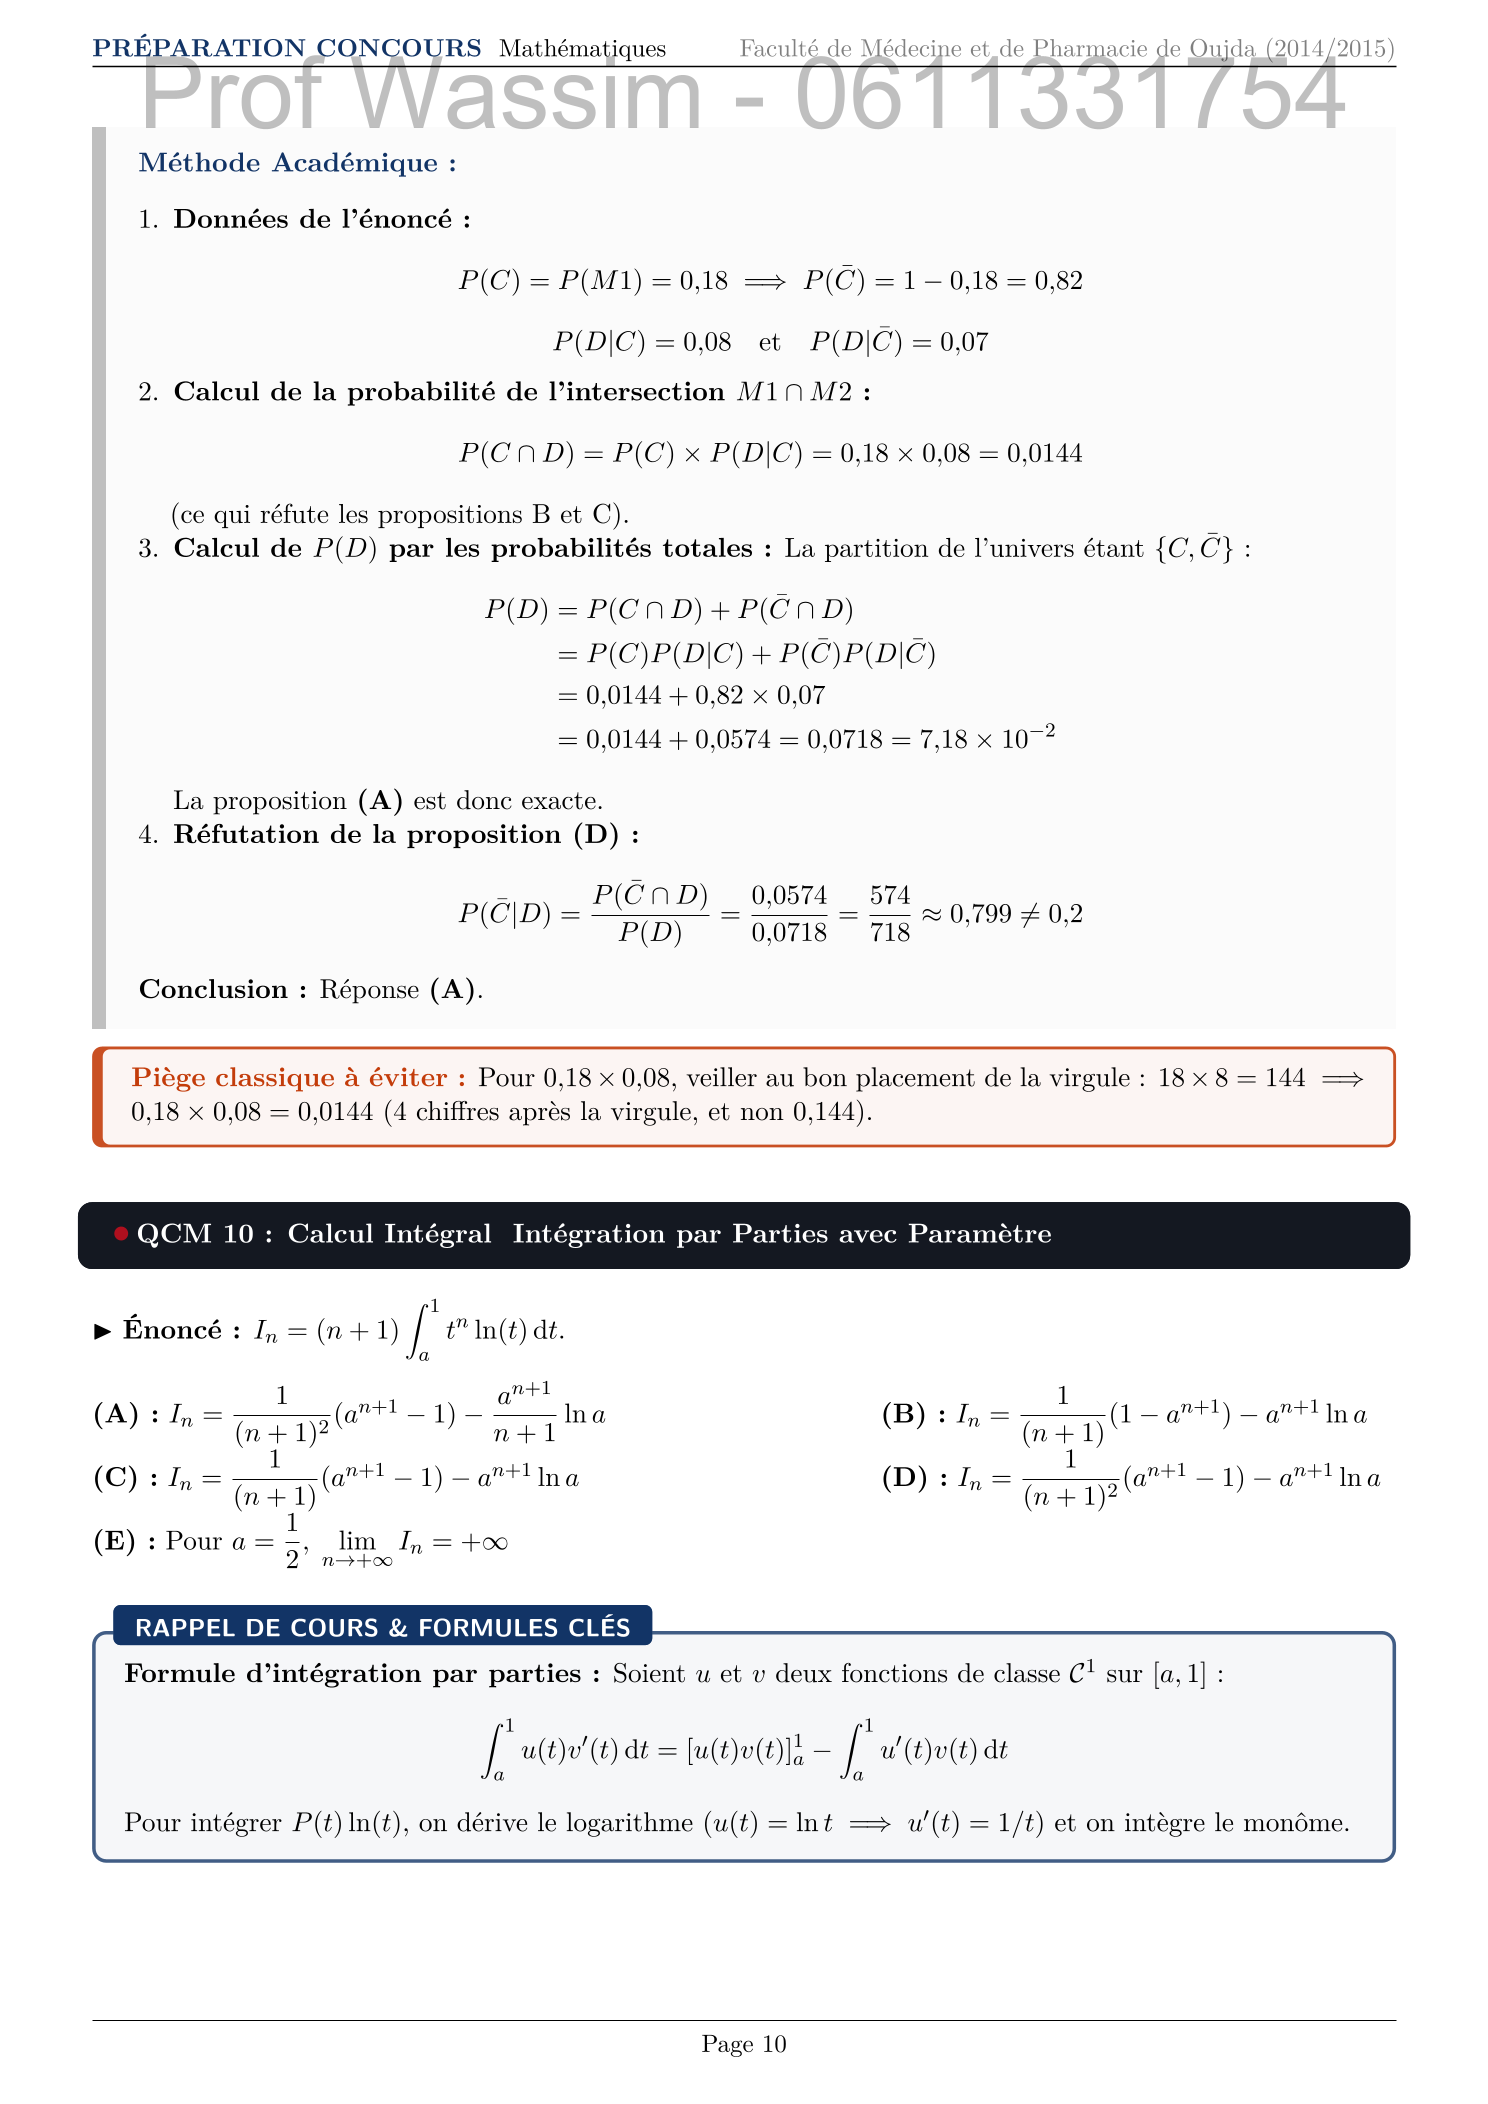 PRÉPARATION CONCOURS Mathématiques Faculté de Médecine et de Pharmacie de Oujda (2014/2015)
Prof Wassim - 0611331754
Méthode Académique :
1. Données de l'énoncé :
P(C) = P(M1) = 0,18 ⟹ P(C̄) = 1 − 0,18 = 0,82
P(D|C) = 0,08 et P(D|C̄) = 0,07
2. Calcul de la probabilité de l'intersection M1 ∩ M2 :
P(C ∩ D) = P(C) × P(D|C) = 0,18 × 0,08 = 0,0144
(ce qui réfute les propositions B et C).
3. Calcul de P(D) par les probabilités totales : La partition de l'univers étant {C, C̄} :
P(D) = P(C ∩ D) + P(C̄ ∩ D)
= P(C)P(D|C) + P(C̄)P(D|C̄)
= 0,0144 + 0,82 × 0,07
= 0,0144 + 0,0574 = 0,0718 = 7,18 × 10⁻²
La proposition (A) est donc exacte.
4. Réfutation de la proposition (D) :
P(C̄|D) = P(C̄ ∩ D)/P(D) = 0,0574/0,0718 = 574/718 ≈ 0,799 ≠ 0,2
Conclusion : Réponse (A).
Piège classique à éviter : Pour 0,18 × 0,08, veiller au bon placement de la virgule : 18 × 8 = 144 ⟹
0,18 × 0,08 = 0,0144 (4 chiffres après la virgule, et non 0,144).
QCM 10 : Calcul Intégral Intégration par Parties avec Paramètre
▶ Énoncé : Iₙ = (n + 1) ∫ₐ¹ tⁿ ln(t) dt.
(A) : Iₙ = 1/(n + 1)² (aⁿ⁺¹ − 1) − aⁿ⁺¹/(n + 1) ln a (B) : Iₙ = 1/(n + 1) (1 − aⁿ⁺¹) − aⁿ⁺¹ ln a
(C) : Iₙ = 1/(n + 1) (aⁿ⁺¹ − 1) − aⁿ⁺¹ ln a (D) : Iₙ = 1/(n + 1)² (aⁿ⁺¹ − 1) − aⁿ⁺¹ ln a
(E) : Pour a = 1/2, lim n→+∞ Iₙ = +∞
RAPPEL DE COURS & FORMULES CLÉS
Formule d'intégration par parties : Soient u et v deux fonctions de classe 𝒞¹ sur [a, 1] :
∫ₐ¹ u(t)v′(t) dt = [u(t)v(t)]ₐ¹ − ∫ₐ¹ u′(t)v(t) dt
Pour intégrer P(t) ln(t), on dérive le logarithme (u(t) = ln t ⟹ u′(t) = 1/t) et on intègre le monôme.
Page 10